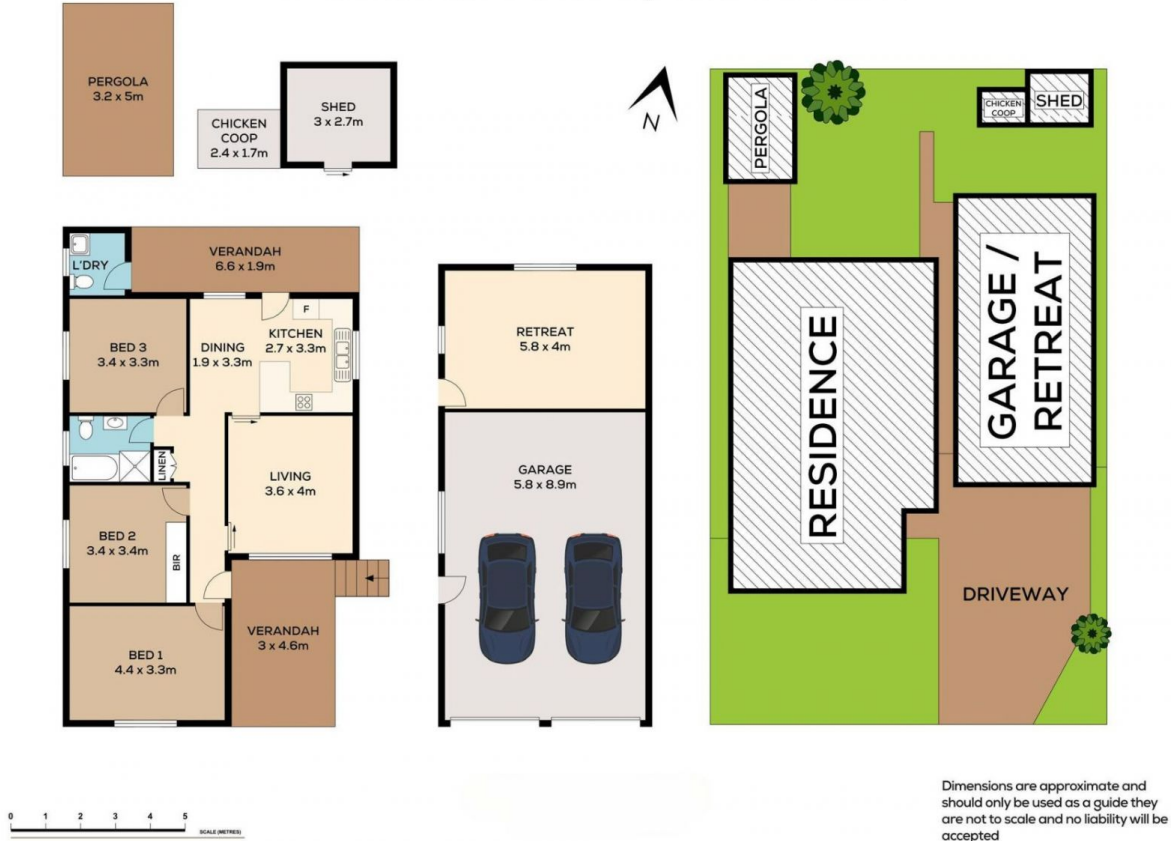 PERGOLA
3.2 x 5m
CHICKEN
COOP
2.4 x 1.7m
SHED
3 x 2.7m
N
L'DRY
VERANDAH
6.6 x 1.9m
BED 3
3.4 x 3.3m
DINING
1.9 x 3.3m
F
KITCHEN
2.7 x 3.3m
LINEN
LIVING
3.6 x 4m
BED 2
3.4 x 3.4m
BIR
BED 1
4.4 x 3.3m
VERANDAH
3 x 4.6m
RETREAT
5.8 x 4m
GARAGE
5.8 x 8.9m
PERGOLA
CHICKEN
COOP
SHED
RESIDENCE
GARAGE /
RETREAT
DRIVEWAY
0 1 2 3 4 5
SCALE (METRES)
Dimensions are approximate and
should only be used as a guide they
are not to scale and no liability will be
accepted